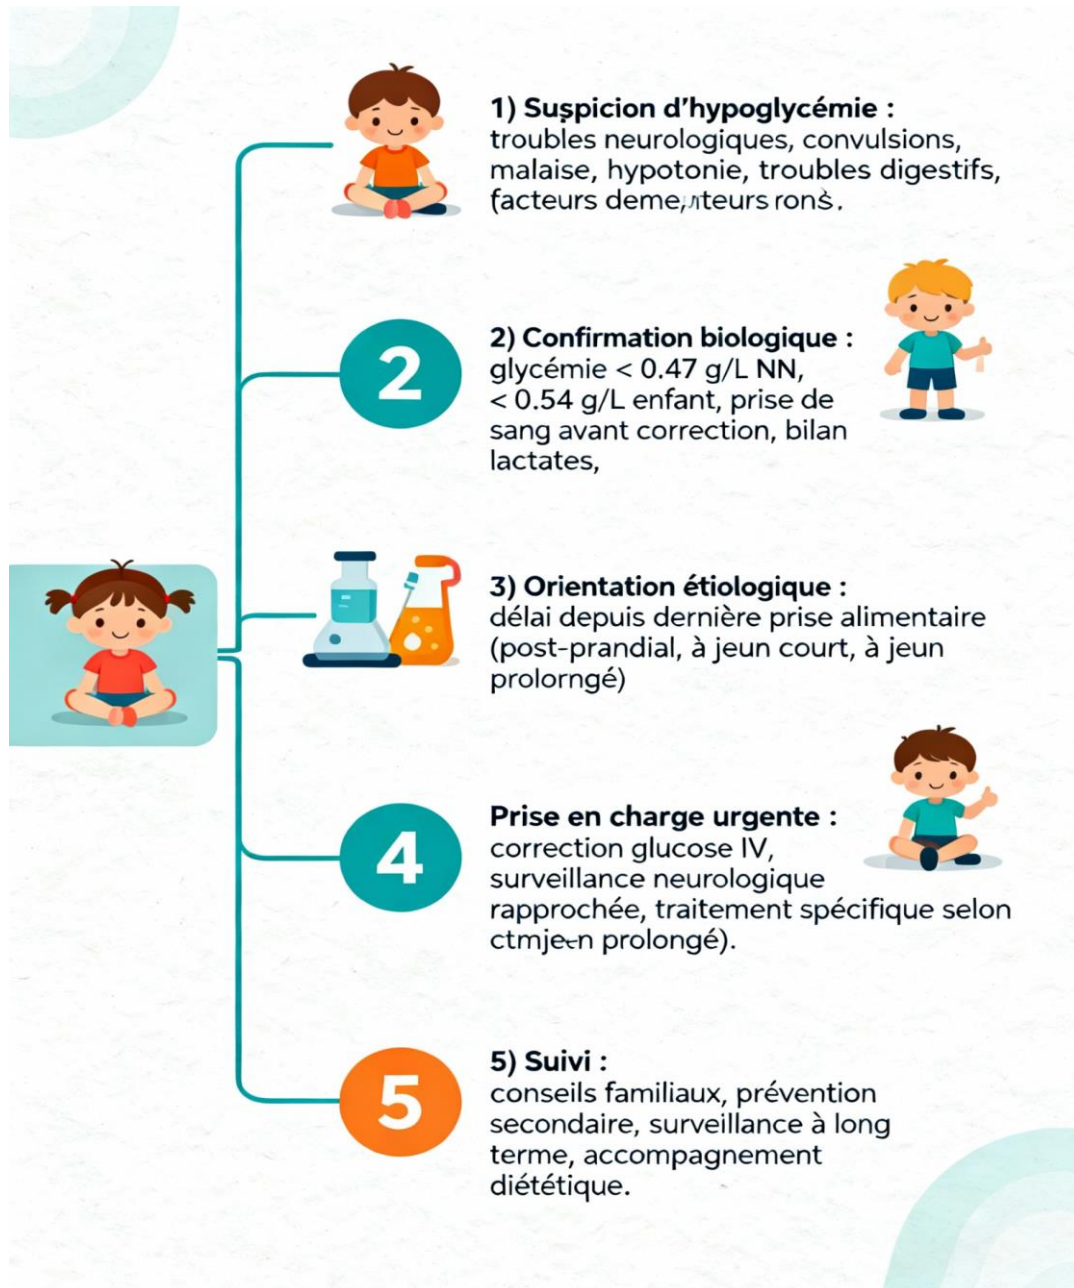 1) Suspicion d'hypoglycémie :
troubles neurologiques, convulsions,
malaise, hypotonie, troubles digestifs,
facteurs
2
2) Confirmation biologique :
glycémie < 0.47 g/L NN,
< 0.54 g/L enfant, prise de
sang avant correction, bilan
lactates,
3) Orientation étiologique :
délai depuis dernière prise alimentaire
(post-prandial, à jeun court, à jeun
prolorngé)
4
Prise en charge urgente :
correction glucose IV,
surveillance neurologique
rapprochée, traitement spécifique selon
prolongé).
5
5) Suivi :
conseils familiaux, prévention
secondaire, surveillance à long
terme, accompagnement
diététique.